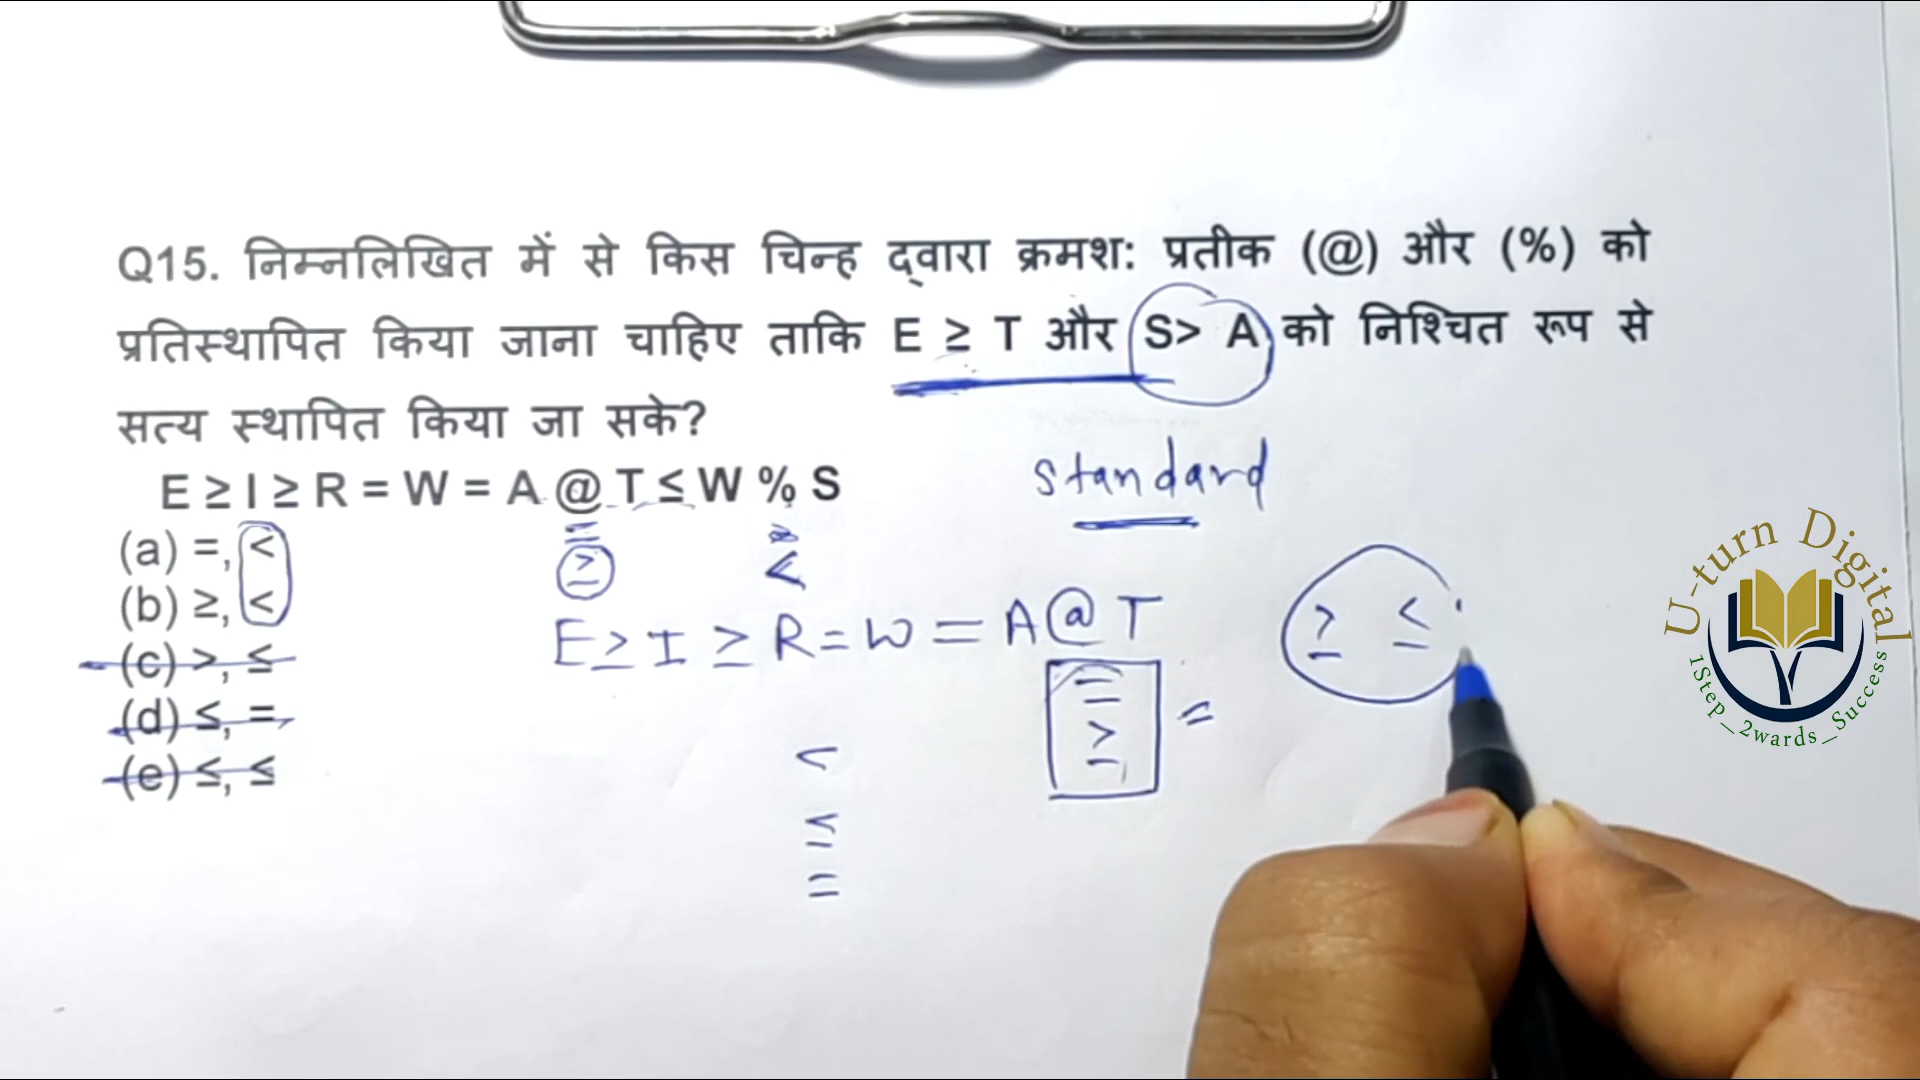 Q15. निम्नलिखित में से किस चिन्ह द्वारा क्रमश: प्रतीक (@) और (%) को
प्रतिस्थापित किया जाना चाहिए ताकि E ≥ T और S> A को निश्चित रूप से
सत्य स्थापित किया जा सके?
E ≥ I ≥ R = W = A @ T ≤ W % S
standard
(a) =, <
(b) ≥, <
(c) >, ≤
(d) ≤, =
(e) ≤, ≤
=
≥
<
E ≥ I ≥ R = W = A @ T
=
≥
=
≥ ≤
<
≤
=
U-turn Digital
1Step_2wards_Success